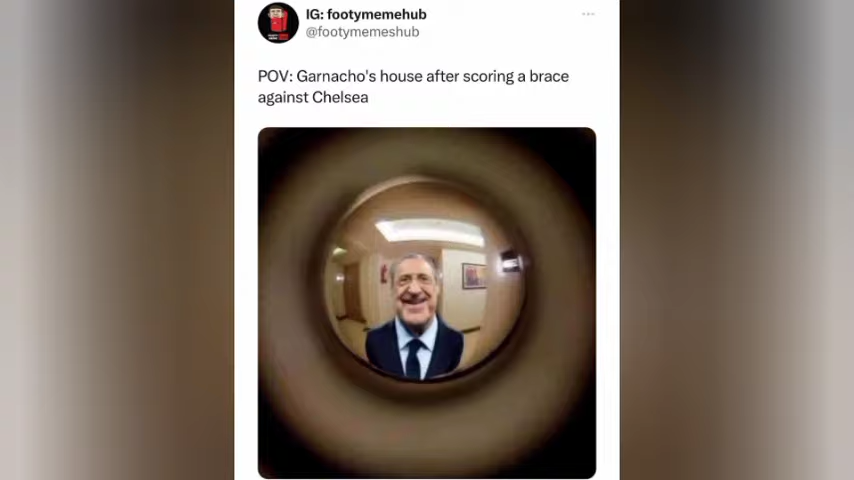 IG: footymemehub
@footymemeshub
POV: Garnacho's house after scoring a brace
against Chelsea